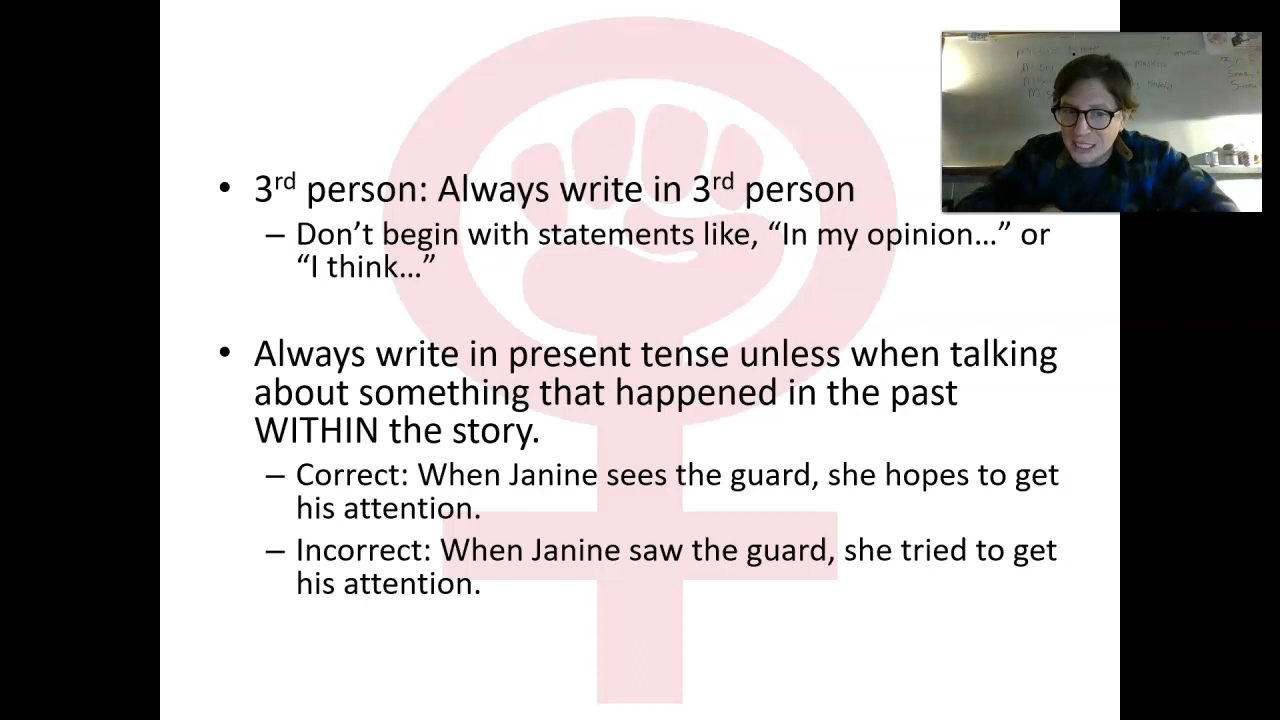 • 3rd person: Always write in 3rd person
– Don’t begin with statements like, “In my opinion…” or
“I think…”
• Always write in present tense unless when talking
about something that happened in the past
WITHIN the story.
– Correct: When Janine sees the guard, she hopes to get
his attention.
– Incorrect: When Janine saw the guard, she tried to get
his attention.